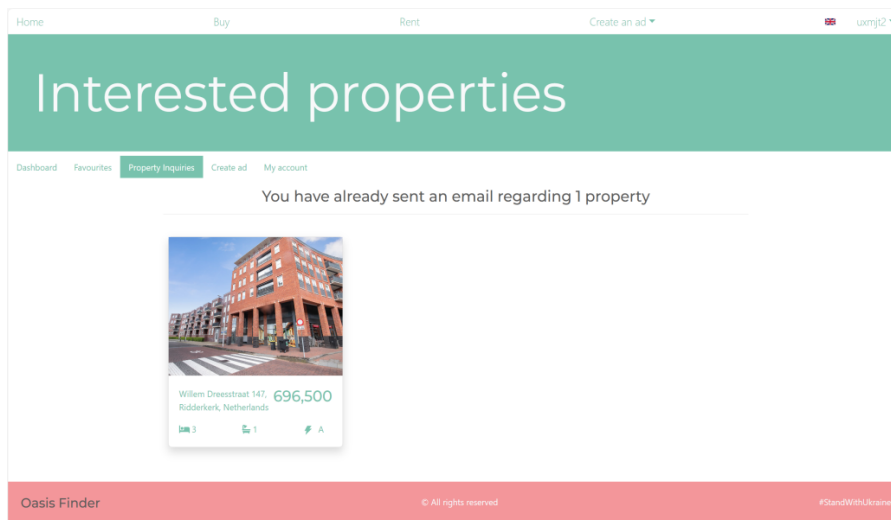 Home Buy Rent Create an ad uxmjt2
Interested properties
Dashboard Favourites Property Inquiries Create ad My account
You have already sent an email regarding 1 property
Willem Dreesstraat 147, 696,500
Ridderkerk, Netherlands
3 1 A
Oasis Finder © All rights reserved #StandWithUkraine